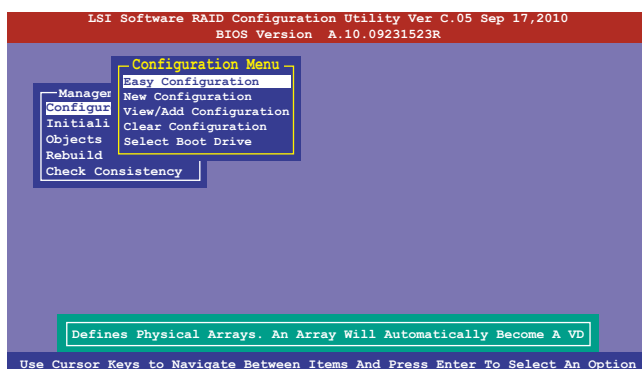 LSI Software RAID Configuration Utility Ver C.05 Sep 17,2010
BIOS Version A.10.09231523R
Configuration Menu
Easy Configuration
New Configuration
View/Add Configuration
Clear Configuration
Select Boot Drive
Managem
Configur
Initiali
Objects
Rebuild
Check Consistency
Defines Physical Arrays. An Array Will Automatically Become A VD
Use Cursor Keys to Navigate Between Items And Press Enter To Select An Option